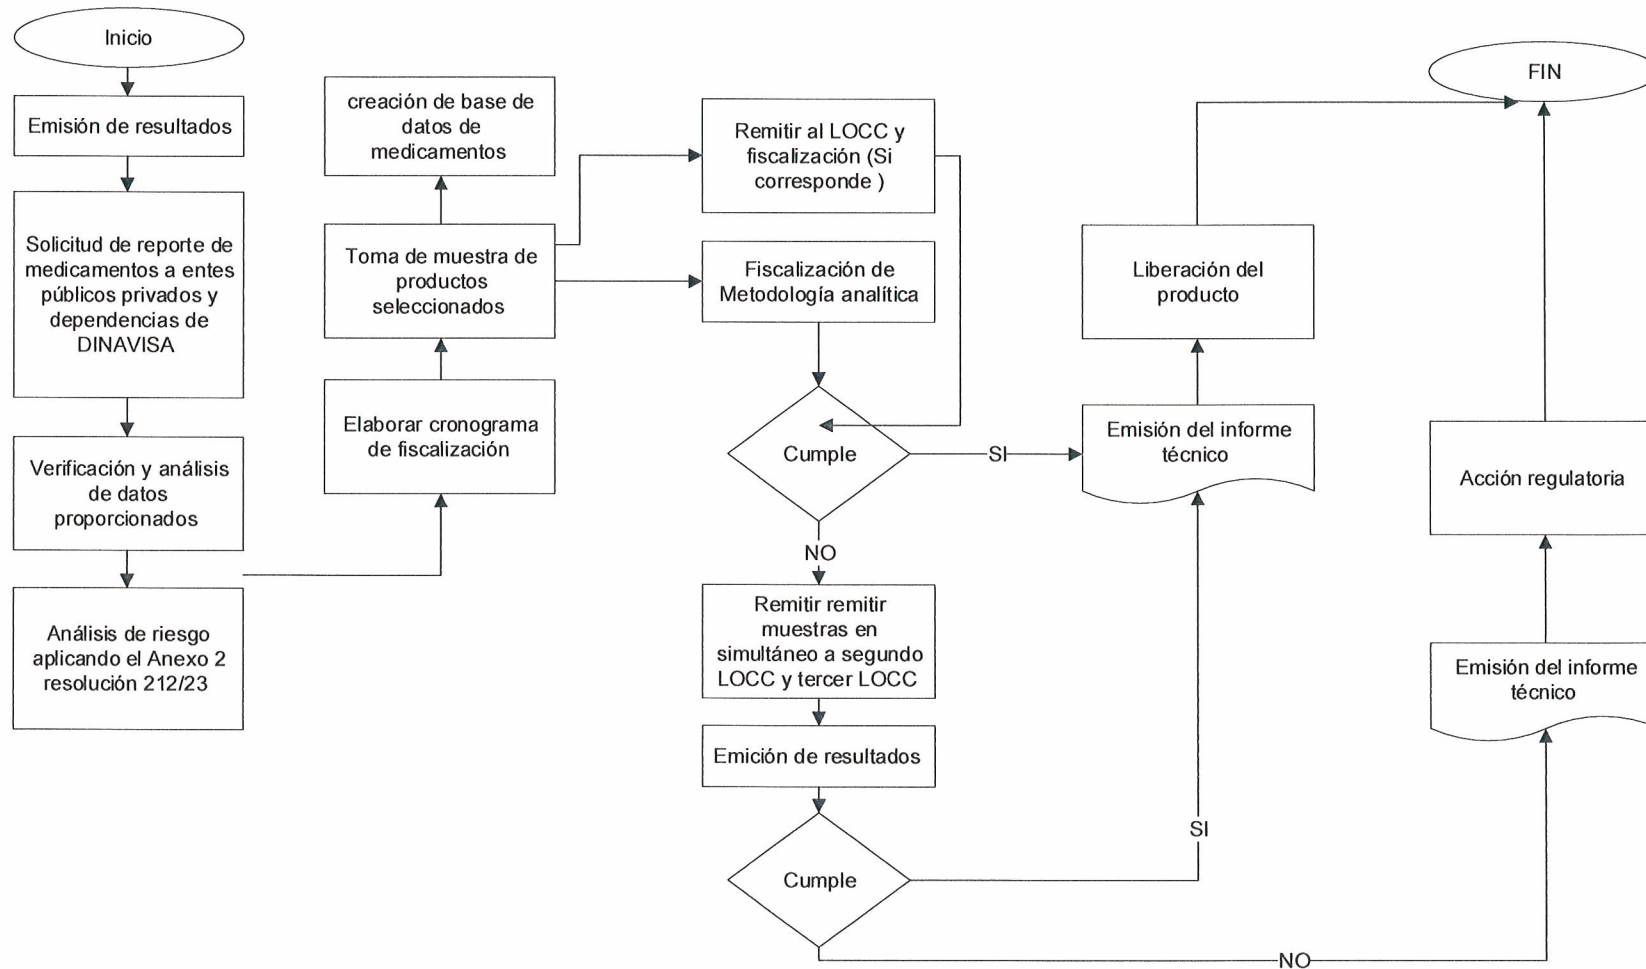 Inicio
Emisión de resultados
Solicitud de reporte de
medicamentos a entes
públicos privados y
dependencias de
DINAVISA
Verificación y análisis
de datos
proporcionados
Análisis de riesgo
aplicando el Anexo 2
resolución 212/23
creación de base de
datos de
medicamentos
Toma de muestra de
productos
seleccionados
Elaborar cronograma
de fiscalización
Remitir al LOCC y
fiscalización (Si
corresponde )
Fiscalización de
Metodología analítica
Cumple
SI
NO
Remitir remitir
muestras en
simultáneo a segundo
LOCC y tercer LOCC
Emición de resultados
Cumple
SI
NO
Liberación del
producto
Emisión del informe
técnico
FIN
Acción regulatoria
Emisión del informe
técnico